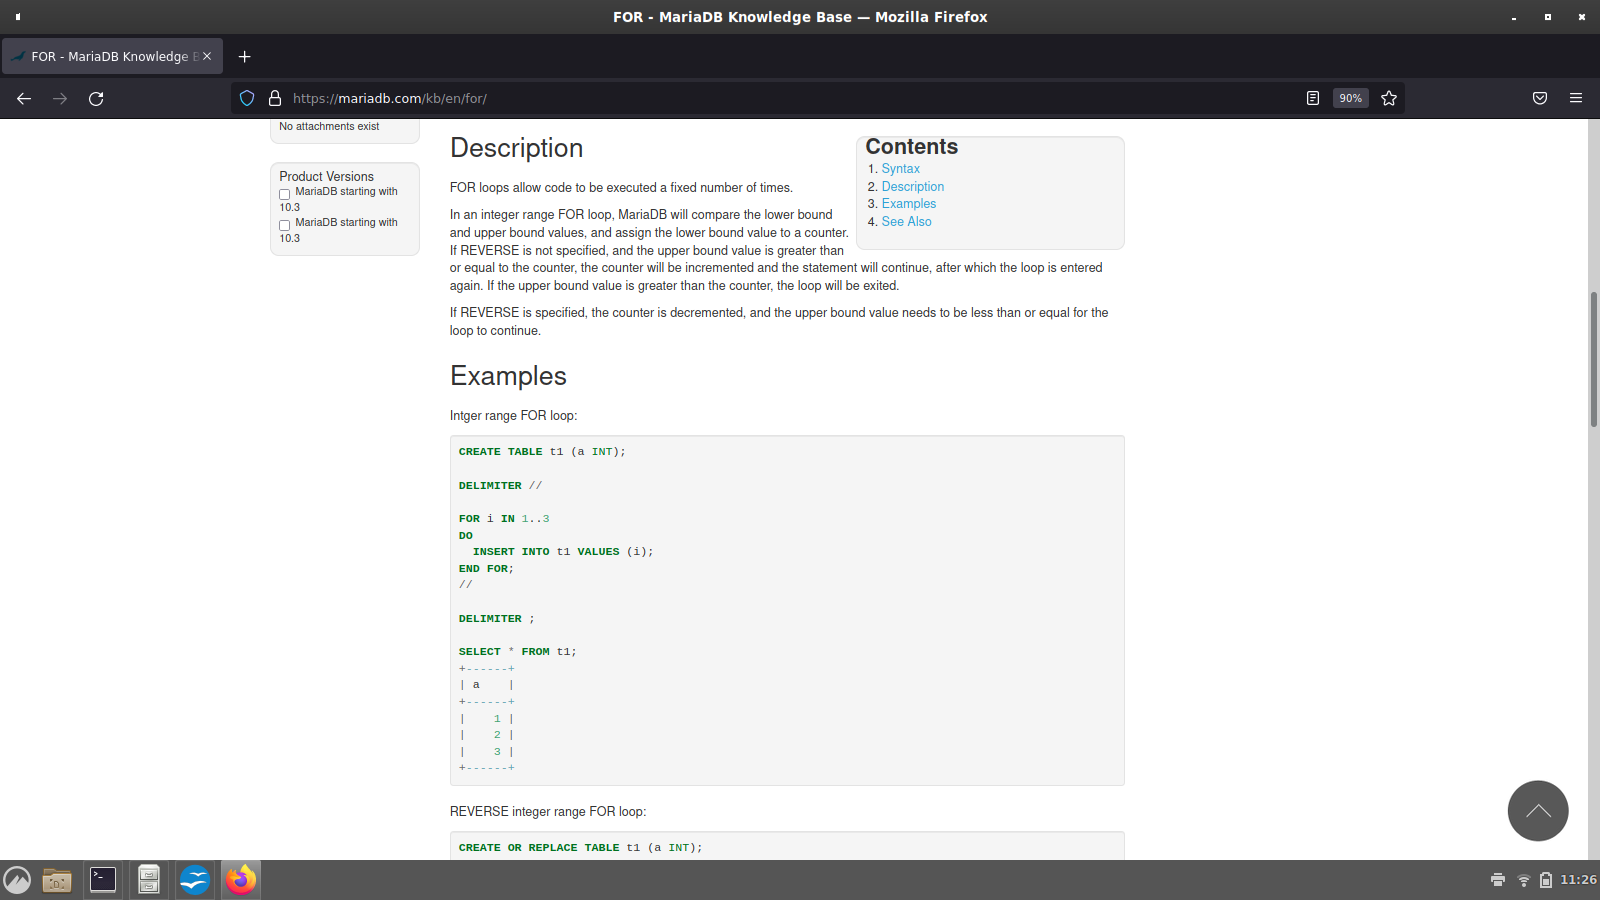 FOR - MariaDB Knowledge Base — Mozilla Firefox
FOR - MariaDB Knowledge B
https://mariadb.com/kb/en/for/
90%
No attachments exist
Product Versions
MariaDB starting with
10.3
MariaDB starting with
10.3
Description
FOR loops allow code to be executed a fixed number of times.
In an integer range FOR loop, MariaDB will compare the lower bound
and upper bound values, and assign the lower bound value to a counter.
If REVERSE is not specified, and the upper bound value is greater than
or equal to the counter, the counter will be incremented and the statement will continue, after which the loop is entered
again. If the upper bound value is greater than the counter, the loop will be exited.
If REVERSE is specified, the counter is decremented, and the upper bound value needs to be less than or equal for the
loop to continue.
Contents
1. Syntax
2. Description
3. Examples
4. See Also
Examples
Intger range FOR loop:
CREATE TABLE t1 (a INT);
DELIMITER //
FOR i IN 1..3
DO
  INSERT INTO t1 VALUES (i);
END FOR;
//
DELIMITER ;
SELECT * FROM t1;
+------+
| a    |
+------+
|    1 |
|    2 |
|    3 |
+------+
REVERSE integer range FOR loop:
CREATE OR REPLACE TABLE t1 (a INT);
11:26